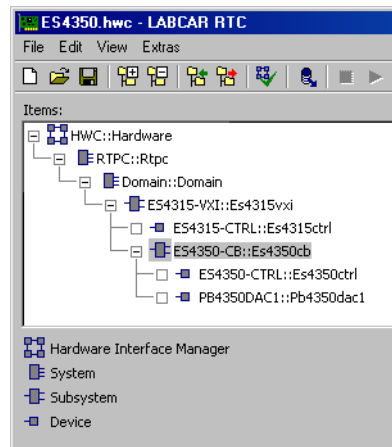 ES4350.hwc - LABCAR RTC
File Edit View Extras
Items:
HWC::Hardware
RTPC::Rtpc
Domain::Domain
ES4315-VXI::Es4315vxi
ES4315-CTRL::Es4315ctrl
ES4350-CB::Es4350cb
ES4350-CTRL::Es4350ctrl
PB4350DAC1::Pb4350dac1
Hardware Interface Manager
System
Subsystem
Device